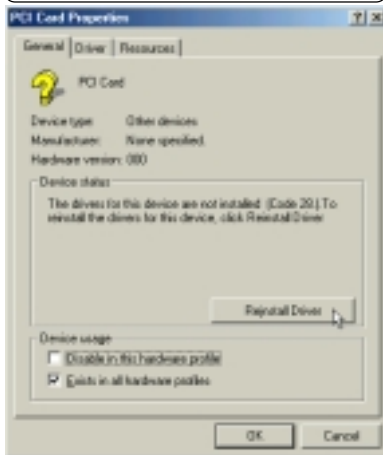 PCI Card Properties
General Driver Resources
PCI Card
Device type: Other devices
Manufacturer: None specified.
Hardware version: 000
Device status
The drivers for this device are not installed. (Code 28.) To
reinstall the drivers for this device, click Reinstall Driver.
Reinstall Driver
Device usage
Disable in this hardware profile
Exists in all hardware profiles
OK Cancel